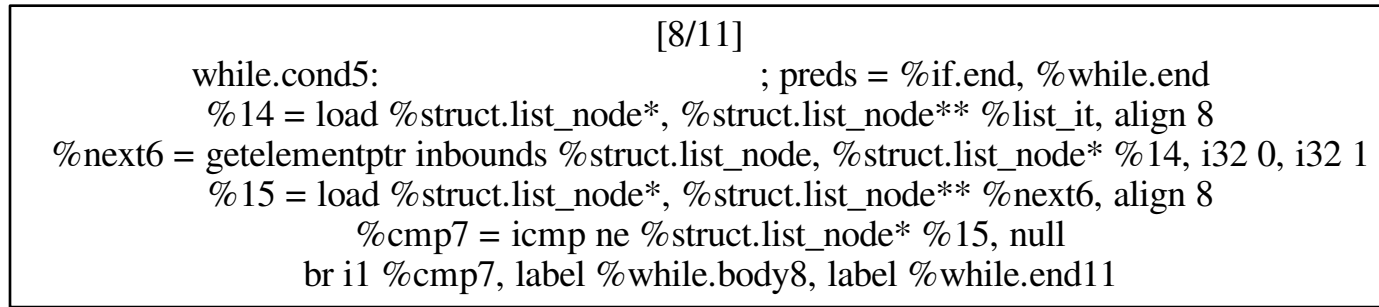 [8/11]
while.cond5: ; preds = %if.end, %while.end
%14 = load %struct.list_node*, %struct.list_node** %list_it, align 8
%next6 = getelementptr inbounds %struct.list_node, %struct.list_node* %14, i32 0, i32 1
%15 = load %struct.list_node*, %struct.list_node** %next6, align 8
%cmp7 = icmp ne %struct.list_node* %15, null
br i1 %cmp7, label %while.body8, label %while.end11